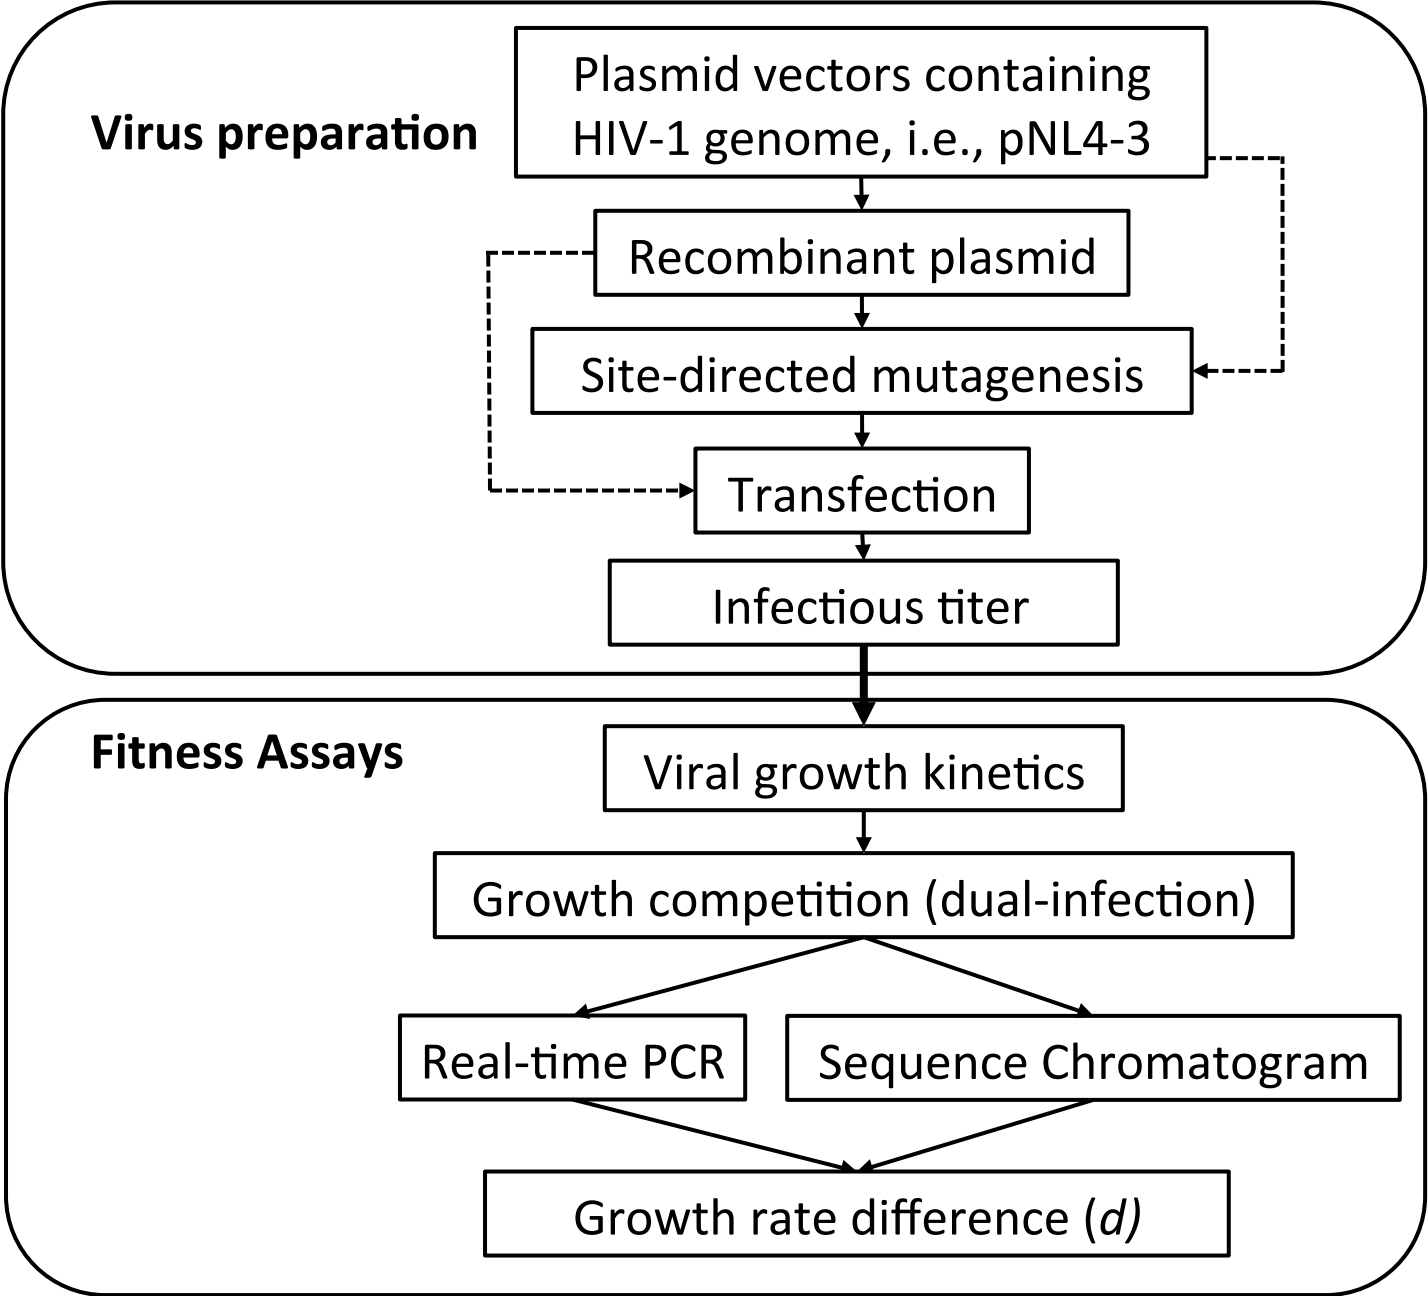 Virus preparation
Plasmid vectors containing
HIV-1 genome, i.e., pNL4-3
Recombinant plasmid
Site-directed mutagenesis
Transfection
Infectious titer
Fitness Assays
Viral growth kinetics
Growth competition (dual-infection)
Real-time PCR
Sequence Chromatogram
Growth rate difference (d)